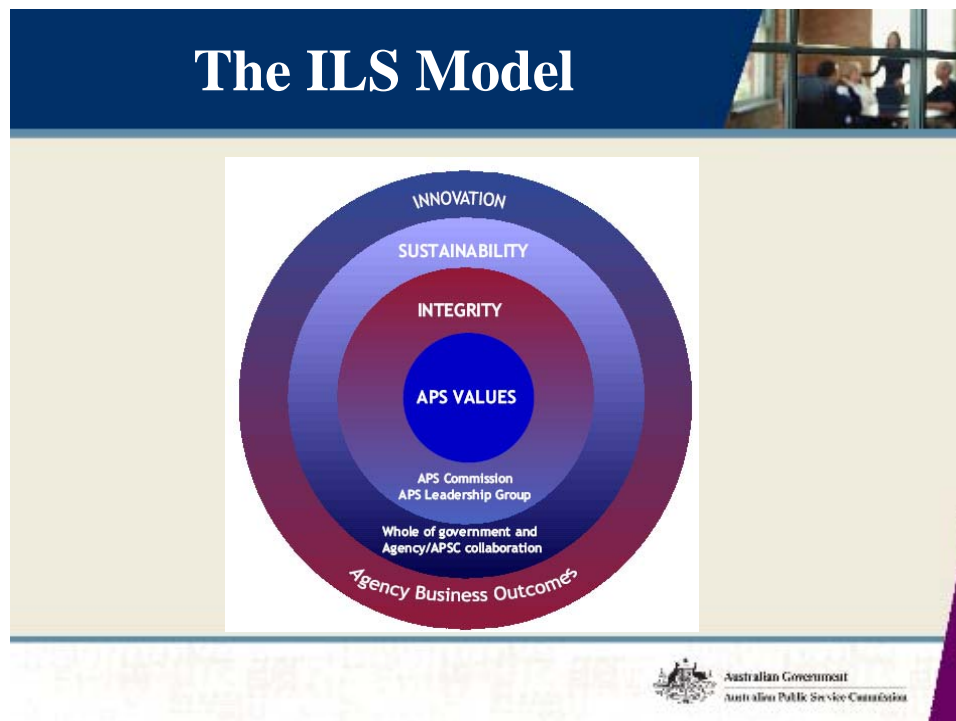 The ILS Model
INNOVATION
SUSTAINABILITY
INTEGRITY
APS VALUES
APS Commission
APS Leadership Group
Whole of government and
Agency/APSC collaboration
Agency Business Outcomes
Australian Government
Australian Public Service Commission